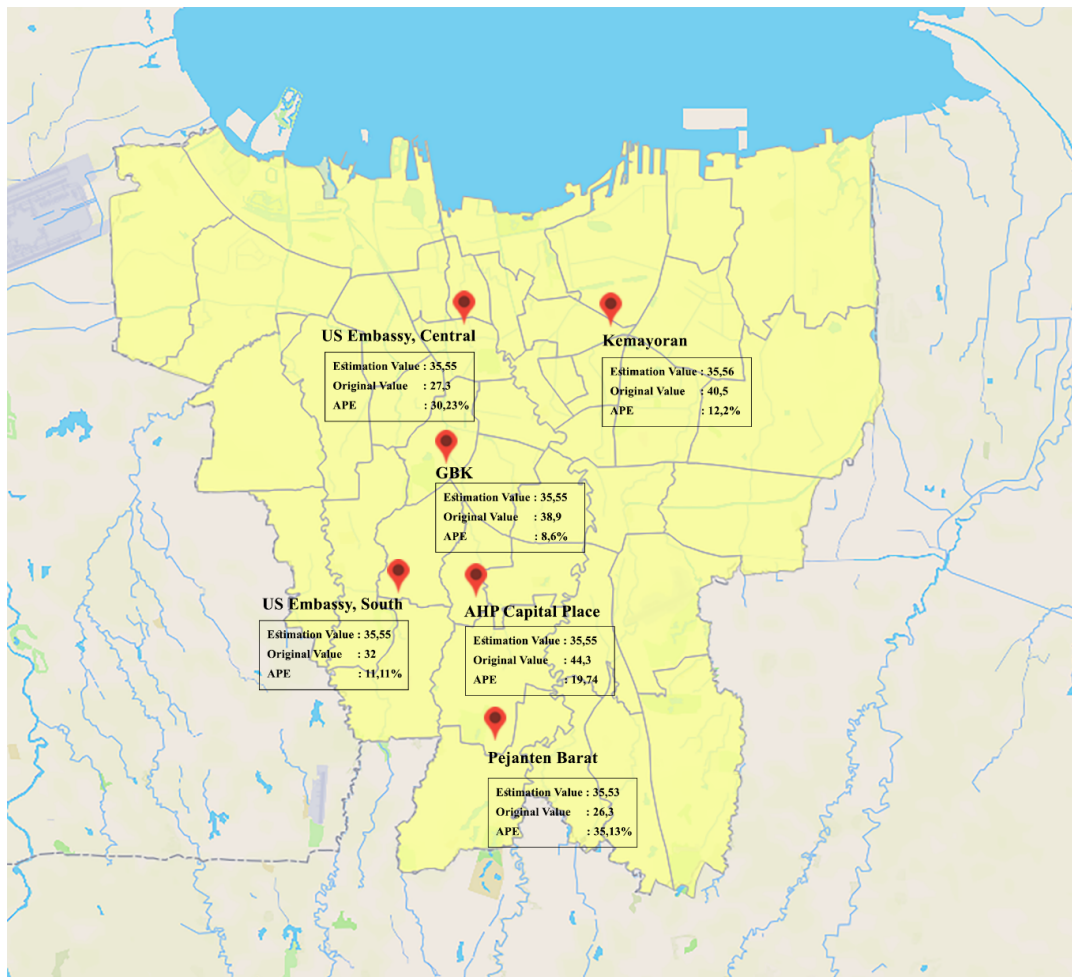 US Embassy, Central
Estimation Value : 35,55
Original Value : 27,3
APE : 30,23%
Kemayoran
Estimation Value : 35,56
Original Value : 40,5
APE : 12,2%
GBK
Estimation Value : 35,55
Original Value : 38,9
APE : 8,6%
US Embassy, South
Estimation Value : 35,55
Original Value : 32
APE : 11,11%
AHP Capital Place
Estimation Value : 35,55
Original Value : 44,3
APE : 19,74
Pejanten Barat
Estimation Value : 35,53
Original Value : 26,3
APE : 35,13%